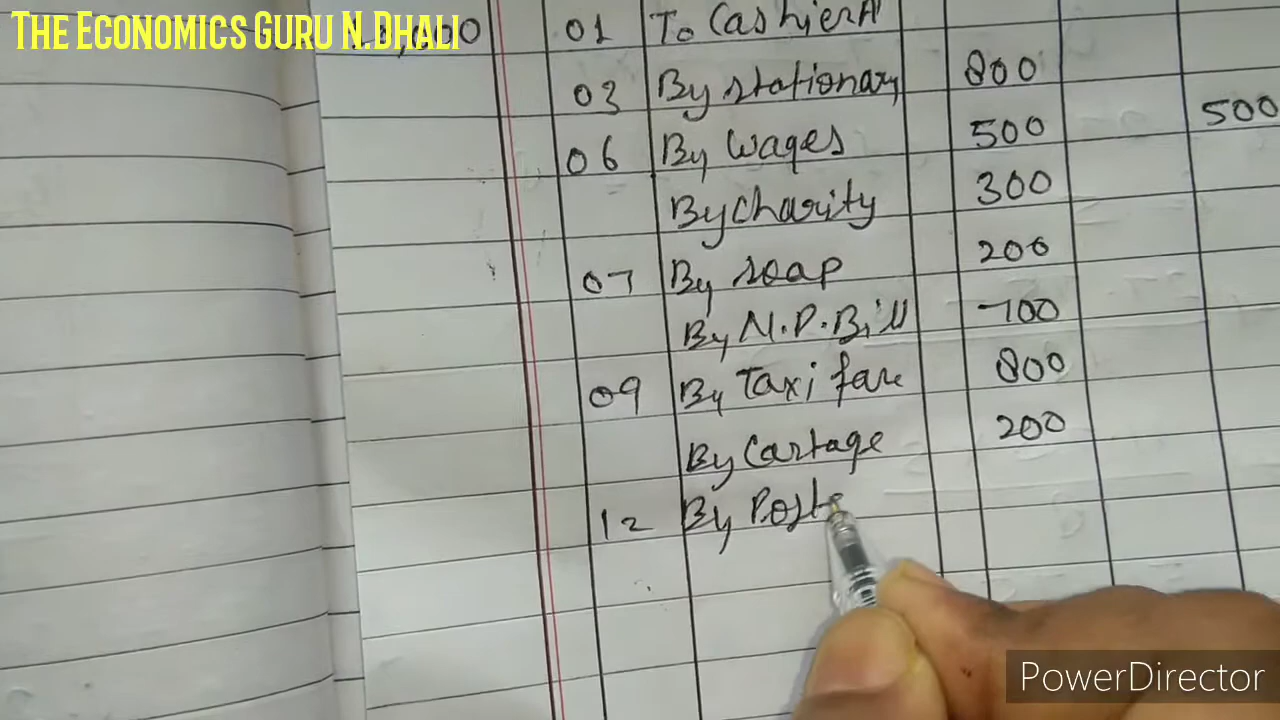 THE ECONOMICS GURU N.DHALI
01 To Cashier A
03 By stationary 800
06 By wages 500 500
By charity 300
07 By soap 200
By N.P.Bill 700
09 By Taxi fare 800
By Cartage 200
12 By Posta
PowerDirector